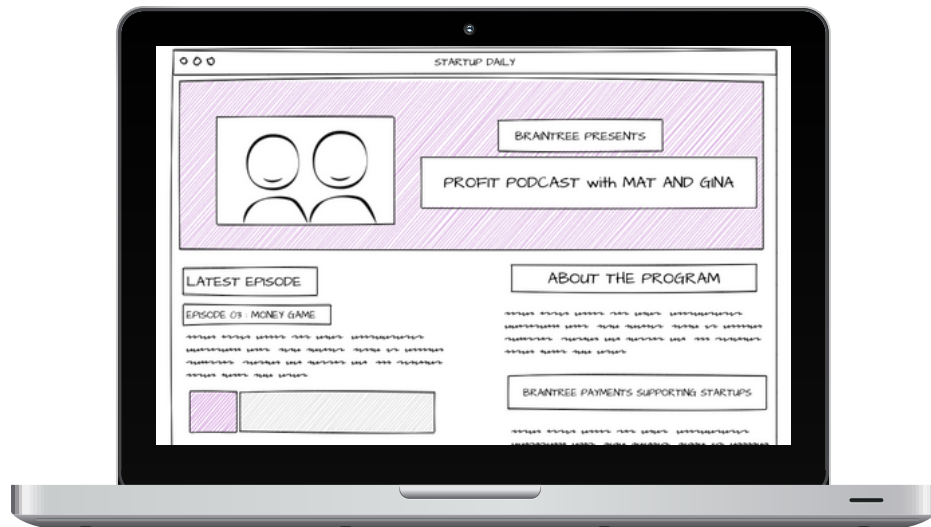 STARTUP DAILY
BRAINTREE PRESENTS
PROFIT PODCAST with MAT AND GINA
LATEST EPISODE
EPISODE 03 : MONEY GAME
ABOUT THE PROGRAM
BRAINTREE PAYMENTS SUPPORTING STARTUPS